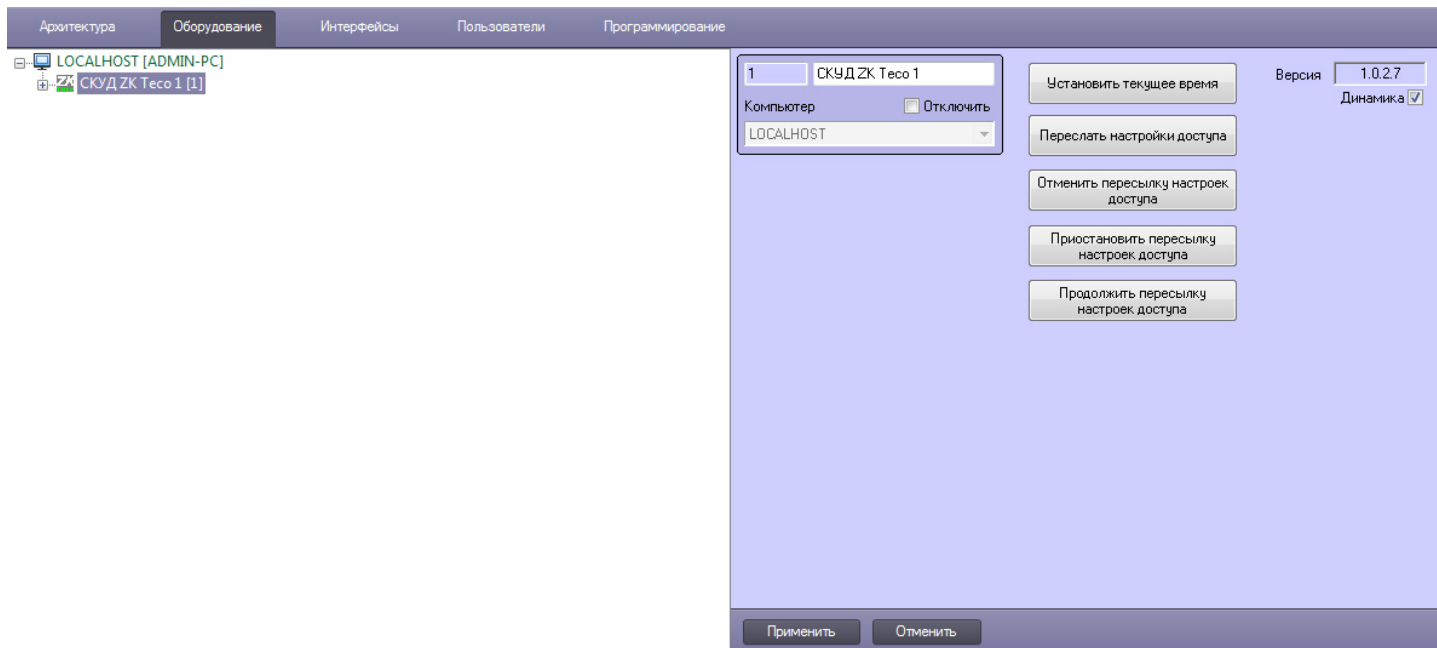 Архитектура Оборудование Интерфейсы Пользователи Программирование
LOCALHOST [ADMIN-PC]
СКУД ZK Teco 1 [1]
1 СКУД ZK Teco 1
Компьютер Отключить
LOCALHOST
Установить текущее время
Переслать настройки доступа
Отменить пересылку настроек
доступа
Приостановить пересылку
настроек доступа
Продолжить пересылку
настроек доступа
Версия 1.0.2.7
Динамика
Применить Отменить